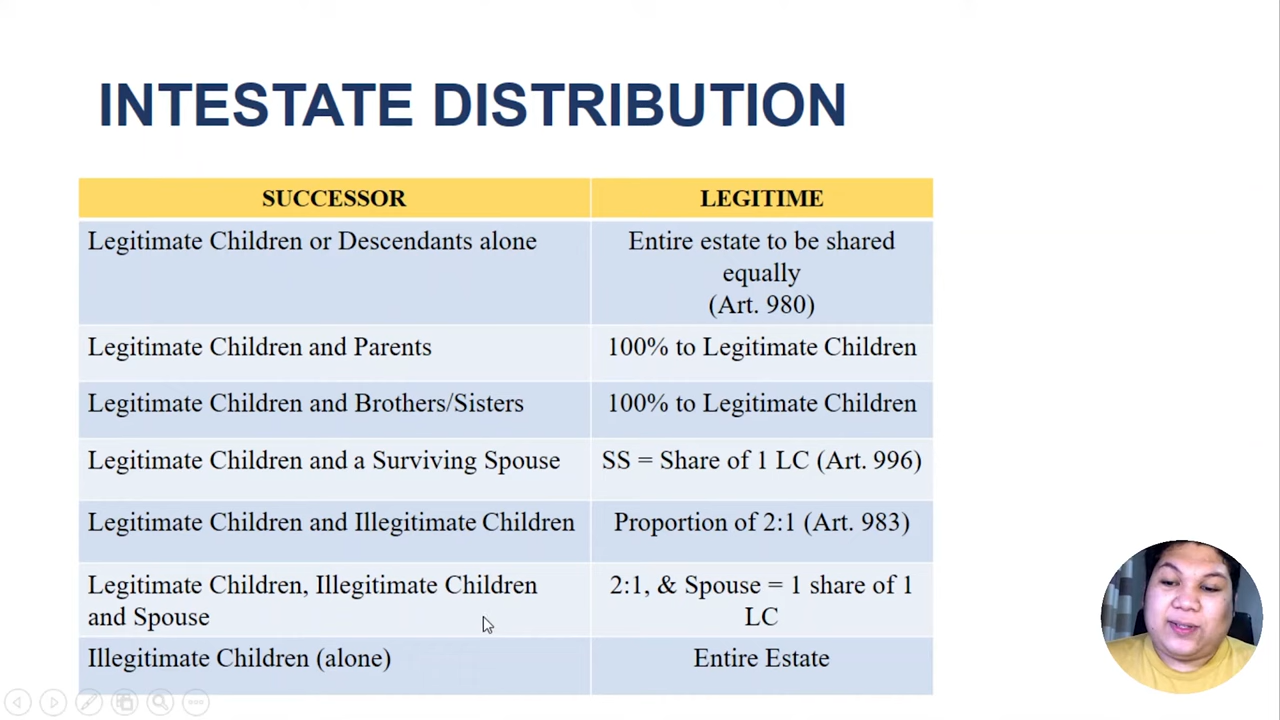 INTESTATE DISTRIBUTION
SUCCESSOR
LEGITIME
Legitimate Children or Descendants alone
Entire estate to be shared
equally
(Art. 980)
Legitimate Children and Parents
100% to Legitimate Children
Legitimate Children and Brothers/Sisters
100% to Legitimate Children
Legitimate Children and a Surviving Spouse
SS = Share of 1 LC (Art. 996)
Legitimate Children and Illegitimate Children
Proportion of 2:1 (Art. 983)
Legitimate Children, Illegitimate Children
and Spouse
2:1, & Spouse = 1 share of 1
LC
Illegitimate Children (alone)
Entire Estate